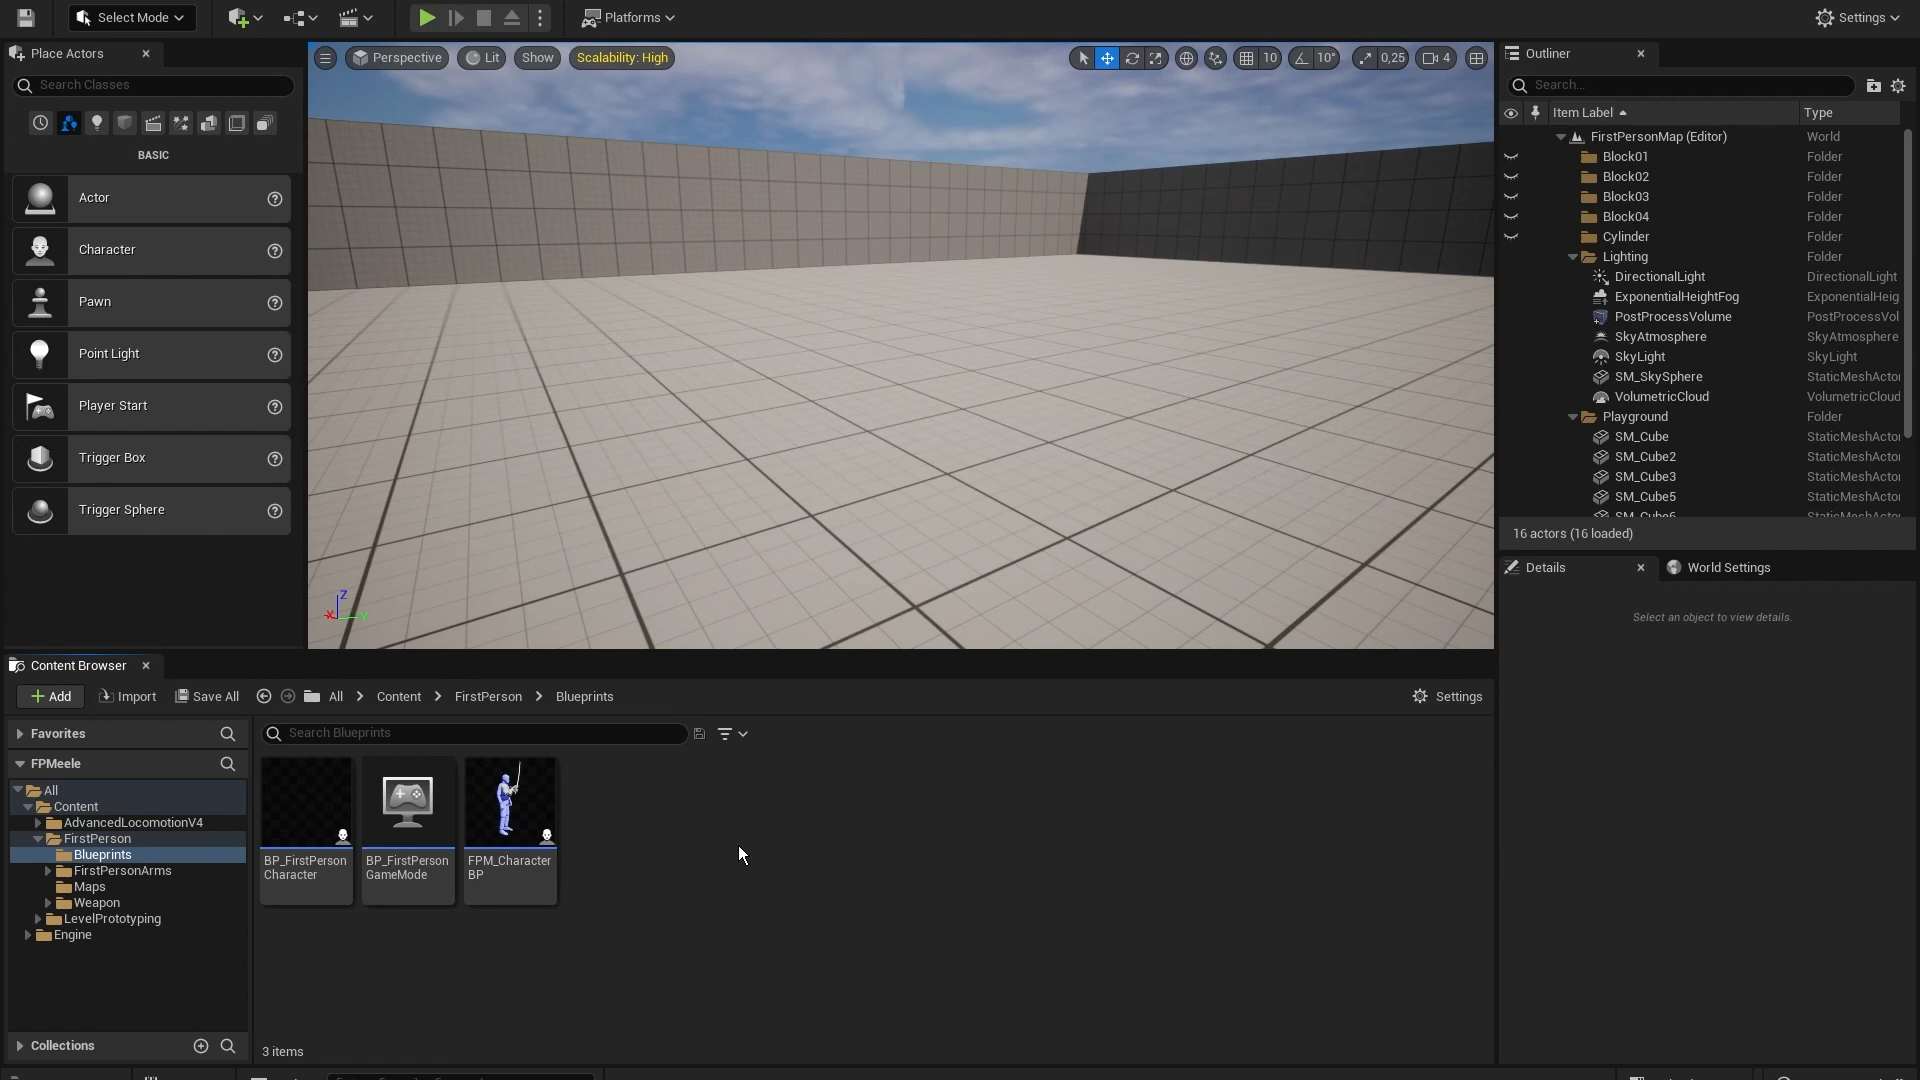 Select Mode
Platforms
Settings
Place Actors
Perspective
Lit
Show
Scalability: High
10
10°
0,25
4
Outliner
Search Classes
Search...
Item Label
Type
BASIC
Actor
Character
Pawn
Point Light
Player Start
Trigger Box
Trigger Sphere
FirstPersonMap (Editor) World
Block01 Folder
Block02 Folder
Block03 Folder
Block04 Folder
Cylinder Folder
Lighting Folder
DirectionalLight DirectionalLight
ExponentialHeightFog ExponentialHeig
PostProcessVolume PostProcessVol
SkyAtmosphere SkyAtmosphere
SkyLight SkyLight
SM_SkySphere StaticMeshActo
VolumetricCloud VolumetricCloud
Playground Folder
SM_Cube StaticMeshActo
SM_Cube2 StaticMeshActo
SM_Cube3 StaticMeshActo
SM_Cube5 StaticMeshActo
SM_Cube6 StaticMeshActo
16 actors (16 loaded)
Z
X
Y
Details
World Settings
Select an object to view details.
Content Browser
Add
Import
Save All
All
Content
FirstPerson
Blueprints
Settings
Favorites
FPMeele
All
Content
AdvancedLocomotionV4
FirstPerson
Blueprints
FirstPersonArms
Maps
Weapon
LevelPrototyping
Engine
Collections
Search Blueprints
BP_FirstPerson
Character
BP_FirstPerson
GameMode
FPM_Character
BP
3 items